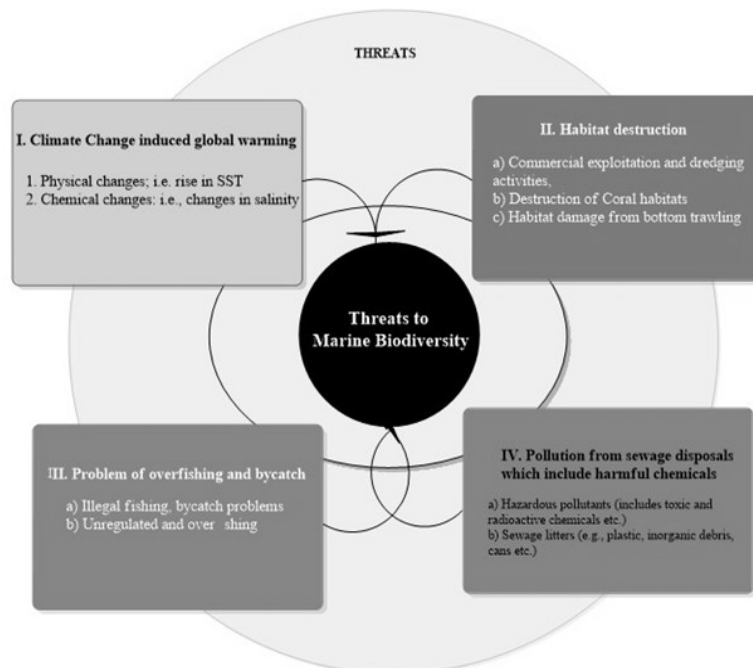 THREATS
I. Climate Change induced global warming
1. Physical changes; i.e. rise in SST
2. Chemical changes: i.e., changes in salinity
II. Habitat destruction
a) Commercial exploitation and dredging
activities,
b) Destruction of Coral habitats
c) Habitat damage from bottom trawling
Threats to
Marine Biodiversity
III. Problem of overfishing and bycatch
a) Illegal fishing, bycatch problems
b) Unregulated and over shing
IV. Pollution from sewage disposals
which include harmful chemicals
a) Hazardous pollutants (includes toxic and
radioactive chemicals etc.)
b) Sewage litters (e.g., plastic, inorganic debris,
cans etc.)